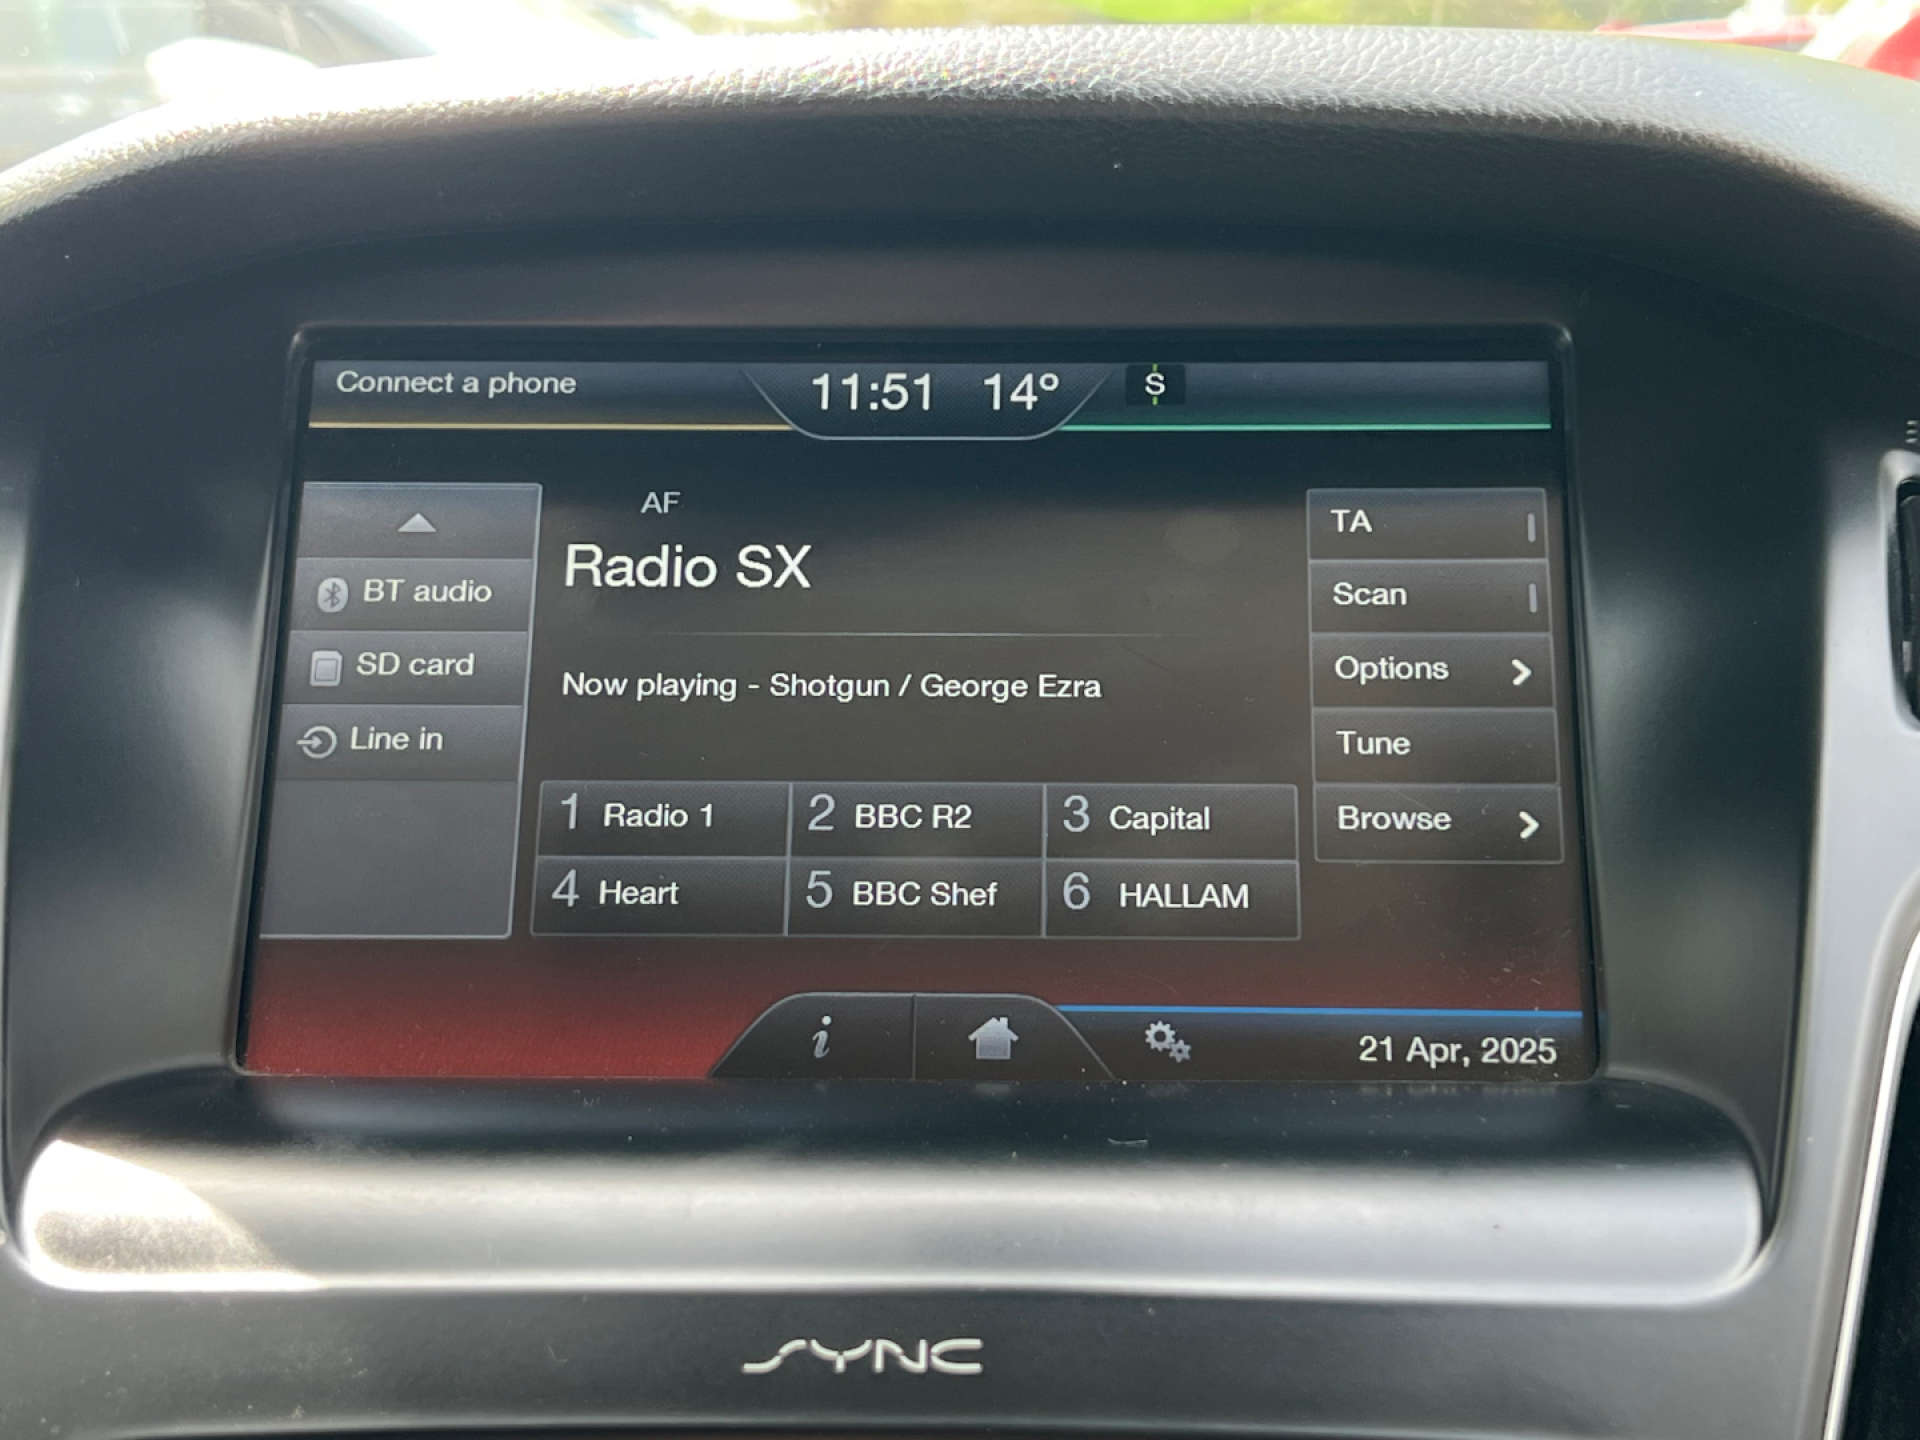 Connect a phone 11:51 14° S
AF
Radio SX
Now playing - Shotgun / George Ezra
BT audio
SD card
Line in
TA
Scan
Options
Tune
Browse
1 Radio 1 2 BBC R2 3 Capital
4 Heart 5 BBC Shef 6 HALLAM
i 21 Apr, 2025
SYNC